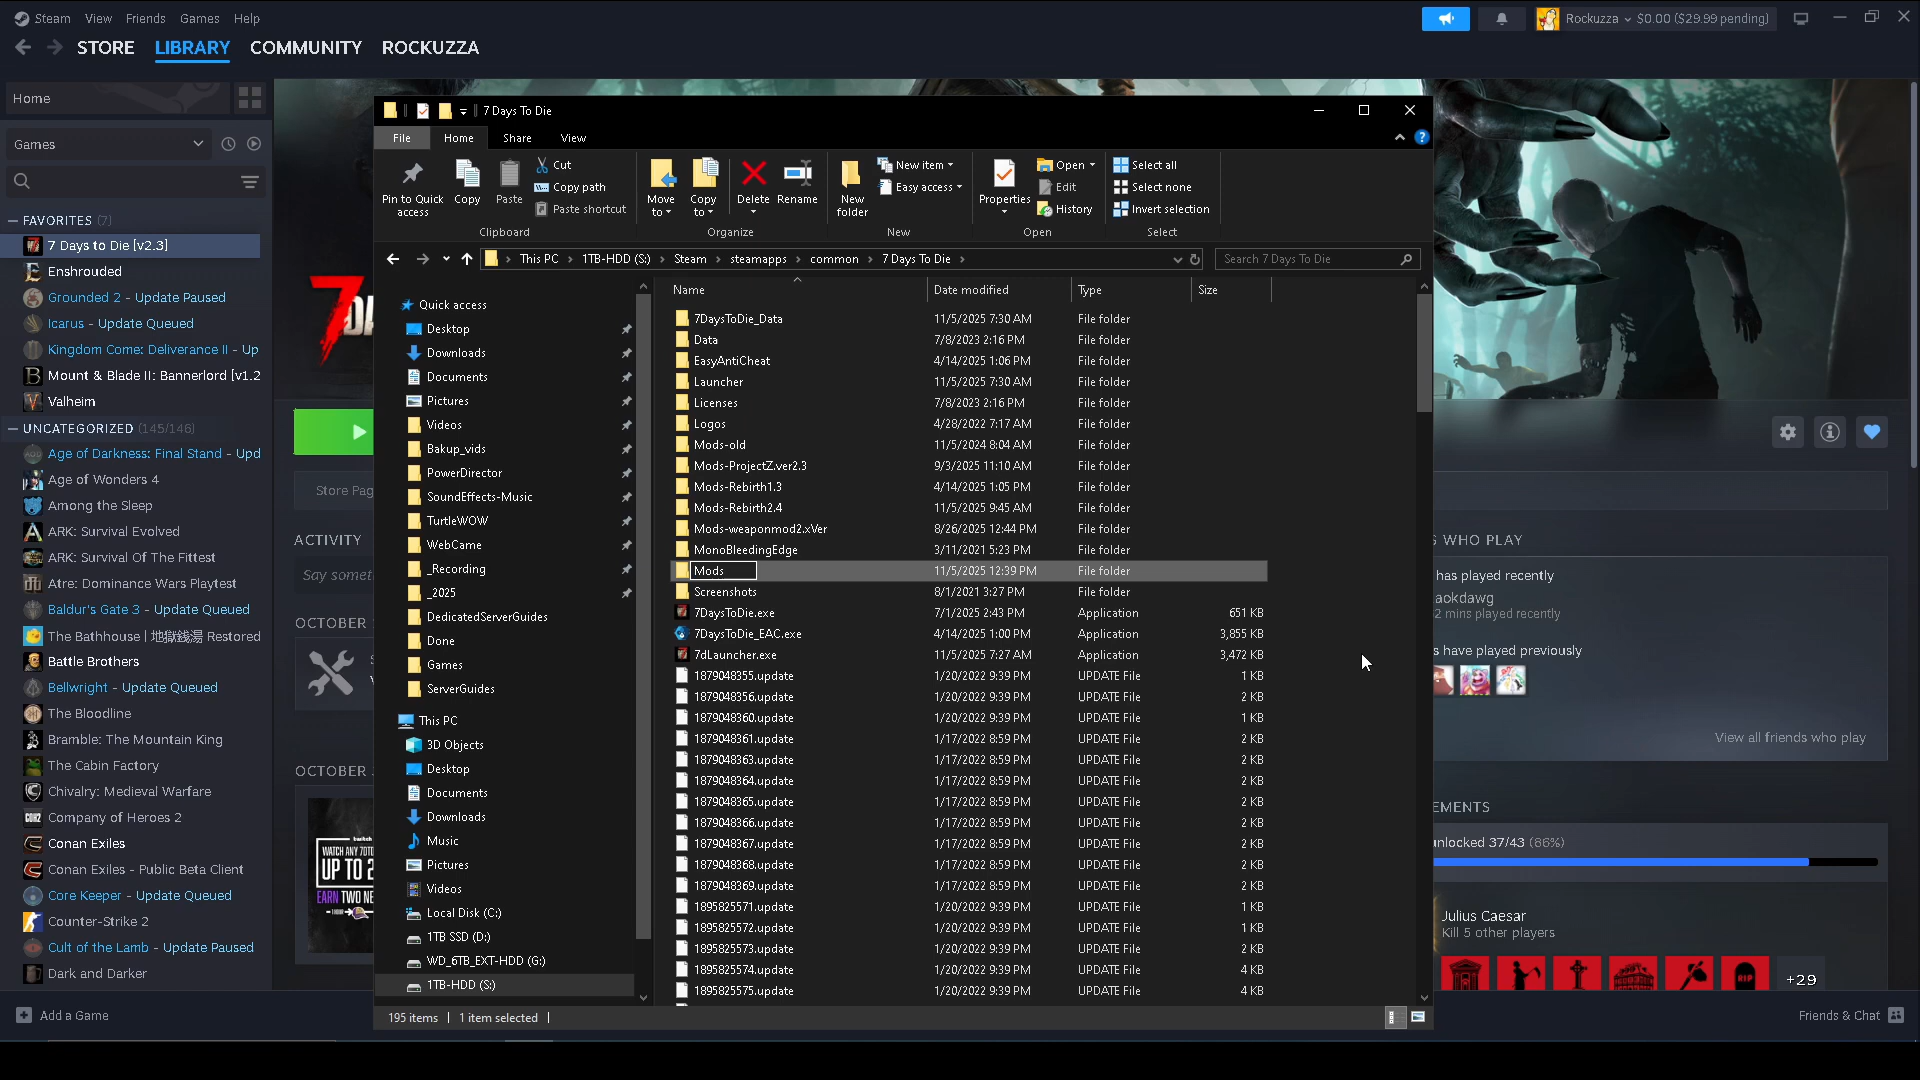 Steam View Friends Games Help
Rockuzza $0.00 ($29.99 pending)
STORE LIBRARY COMMUNITY ROCKUZZA
Home
Games
FAVORITES (7)
7 Days to Die [v2.3]
Enshrouded
Grounded 2 - Update Paused
Icarus - Update Queued
Kingdom Come: Deliverance II - Up
Mount & Blade II: Bannerlord [v1.2
Valheim
UNCATEGORIZED (145/146)
Age of Darkness: Final Stand - Upd
Age of Wonders 4
Among the Sleep
ARK: Survival Evolved
ARK: Survival Of The Fittest
Atre: Dominance Wars Playtest
Baldur's Gate 3 - Update Queued
The Bathhouse | 地獄銭湯 Restored
Battle Brothers
Bellwright - Update Queued
The Bloodline
Bramble: The Mountain King
The Cabin Factory
Chivalry: Medieval Warfare
Company of Heroes 2
Conan Exiles
Conan Exiles - Public Beta Client
Core Keeper - Update Queued
Counter-Strike 2
Cult of the Lamb - Update Paused
Dark and Darker
Add a Game
Store Pag
ACTIVITY
Say somet
OCTOBER
OCTOBER
WATCH ANY 7DT
UP TO 2
EARN TWO NE
7 Days To Die
File Home Share View
Pin to Quick access
Copy
Paste
Cut
Copy path
Paste shortcut
Clipboard
Move to
Copy to
Delete
Rename
Organize
New folder
New item
Easy access
New
Properties
Open
Edit
History
Open
Select all
Select none
Invert selection
Select
This PC > 1TB-HDD (S:) > Steam > steamapps > common > 7 Days To Die >
Search 7 Days To Die
Quick access
Desktop
Downloads
Documents
Pictures
Videos
Bakup_vids
PowerDirector
SoundEffects-Music
TurtleWOW
WebCame
_Recording
_2025
DedicatedServerGuides
Done
Games
ServerGuides
This PC
3D Objects
Desktop
Documents
Downloads
Music
Pictures
Videos
Local Disk (C:)
1TB SSD (D:)
WD_6TB_EXT-HDD (G:)
1TB-HDD (S:)
Name Date modified Type Size
7DaysToDie_Data 11/5/2025 7:30 AM File folder
Data 7/8/2023 2:16 PM File folder
EasyAntiCheat 4/14/2025 1:06 PM File folder
Launcher 11/5/2025 7:30 AM File folder
Licenses 7/8/2023 2:16 PM File folder
Logos 4/28/2022 7:17 AM File folder
Mods-old 11/5/2024 8:04 AM File folder
Mods-ProjectZ.ver2.3 9/3/2025 11:10 AM File folder
Mods-Rebirth1.3 4/14/2025 1:05 PM File folder
Mods-Rebirth2.4 11/5/2025 9:45 AM File folder
Mods-weaponmod2.xVer 8/26/2025 12:44 PM File folder
MonoBleedingEdge 3/11/2021 5:23 PM File folder
Mods 11/5/2025 12:39 PM File folder
Screenshots 8/1/2021 3:27 PM File folder
7DaysToDie.exe 7/1/2025 2:43 PM Application 651 KB
7DaysToDie_EAC.exe 4/14/2025 1:00 PM Application 3,855 KB
7dLauncher.exe 11/5/2025 7:27 AM Application 3,472 KB
1879048355.update 1/20/2022 9:39 PM UPDATE File 1 KB
1879048356.update 1/20/2022 9:39 PM UPDATE File 2 KB
1879048360.update 1/20/2022 9:39 PM UPDATE File 1 KB
1879048361.update 1/17/2022 8:59 PM UPDATE File 2 KB
1879048363.update 1/17/2022 8:59 PM UPDATE File 2 KB
1879048364.update 1/17/2022 8:59 PM UPDATE File 2 KB
1879048365.update 1/17/2022 8:59 PM UPDATE File 2 KB
1879048366.update 1/17/2022 8:59 PM UPDATE File 2 KB
1879048367.update 1/17/2022 8:59 PM UPDATE File 2 KB
1879048368.update 1/17/2022 8:59 PM UPDATE File 2 KB
1879048369.update 1/17/2022 8:59 PM UPDATE File 2 KB
1895825571.update 1/20/2022 9:39 PM UPDATE File 1 KB
1895825572.update 1/20/2022 9:39 PM UPDATE File 1 KB
1895825573.update 1/20/2022 9:39 PM UPDATE File 2 KB
1895825574.update 1/20/2022 9:39 PM UPDATE File 4 KB
1895825575.update 1/20/2022 9:39 PM UPDATE File 4 KB
195 items | 1 item selected |
WHO PLAY
has played recently
aokdawg
2 mins played recently
s have played previously
View all friends who play
EMENTS
unlocked 37/43 (86%)
Julius Caesar
Kill 5 other players
+29
Friends & Chat